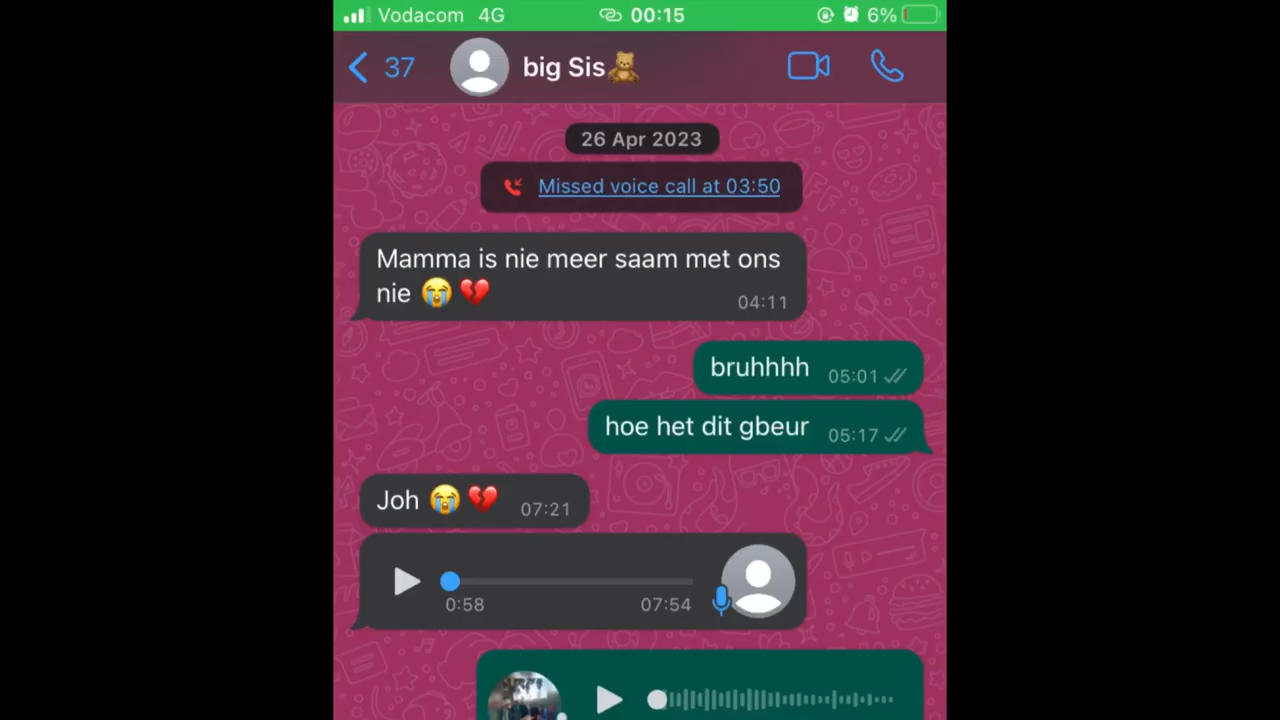 Vodacom 4G 00:15 6%
37 big Sis🧸
26 Apr 2023
Missed voice call at 03:50
Mamma is nie meer saam met ons
nie 😭💔 04:11
bruhhhh 05:01
hoe het dit gbeur 05:17
Joh 😭💔 07:21
0:58 07:54